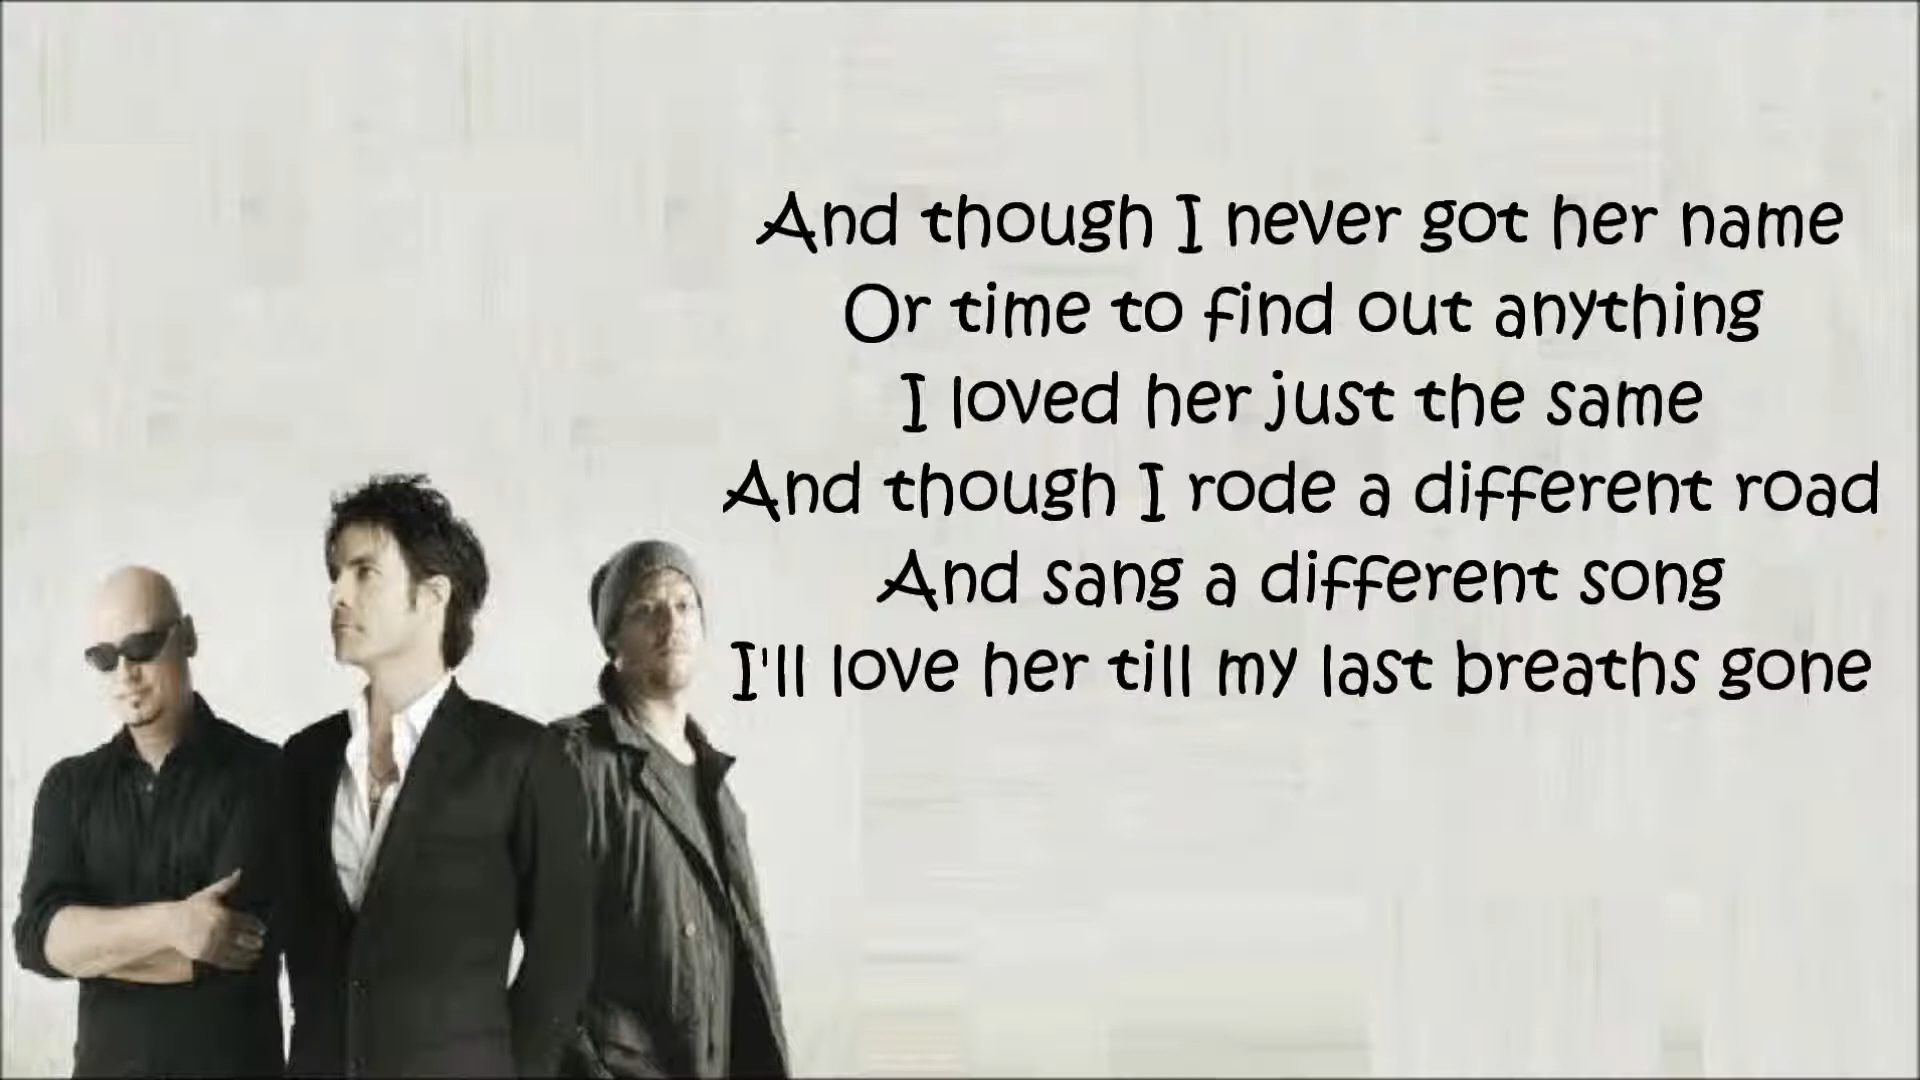 And though I never got her name
Or time to find out anything
I loved her just the same
And though I rode a different road
And sang a different song
I'll love her till my last breaths gone